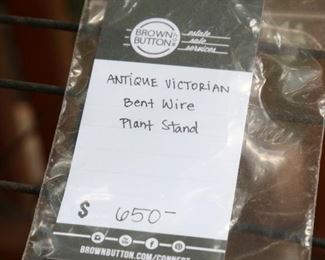 BROWN
BUTTON
estate
sale
services
ANTIQUE VICTORIAN
Bent Wire
Plant Stand
$ 650-
BROWNBUTTON.COM/CONNECT